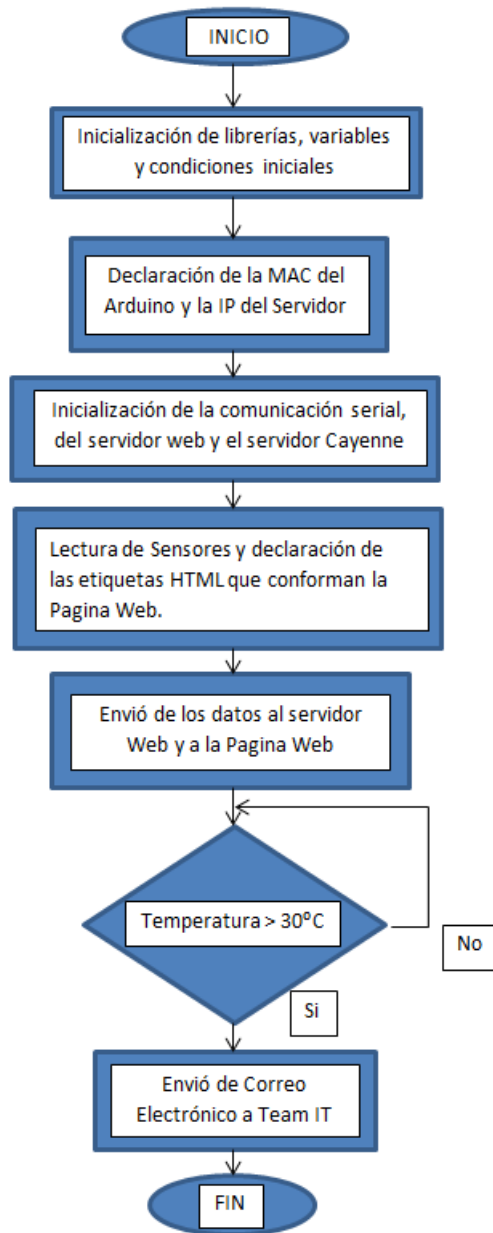 INICIO
Inicialización de librerías, variables
y condiciones iniciales
Declaración de la MAC del
Arduino y la IP del Servidor
Inicialización de la comunicación serial,
del servidor web y el servidor Cayenne
Lectura de Sensores y declaración de
las etiquetas HTML que conforman la
Pagina Web.
Envió de los datos al servidor
Web y a la Pagina Web
Temperatura > 30°C
No
Si
Envió de Correo
Electrónico a Team IT
FIN